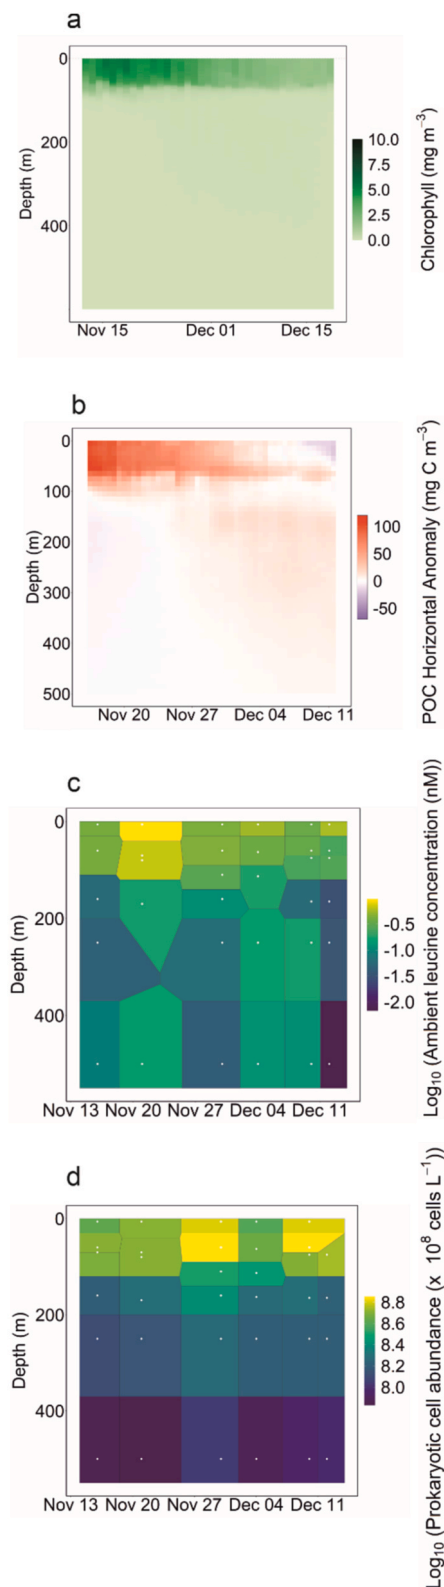 a
0
200
400
Depth (m)
Nov 15 Dec 01 Dec 15
10.0
7.5
5.0
2.5
0.0
Chlorophyll (mg m⁻³)
b
0
100
200
300
400
500
Depth (m)
Nov 20 Nov 27 Dec 04 Dec 11
100
50
0
-50
POC Horizontal Anomaly (mg C m⁻³)
c
0
200
400
Depth (m)
Nov 13 Nov 20 Nov 27 Dec 04 Dec 11
-0.5
-1.0
-1.5
-2.0
Log₁₀ (Ambient leucine concentration (nM))
d
0
200
400
Depth (m)
Nov 13 Nov 20 Nov 27 Dec 04 Dec 11
8.8
8.6
8.4
8.2
8.0
Log₁₀ (Prokaryotic cell abundance (x 10⁸ cells L⁻¹))